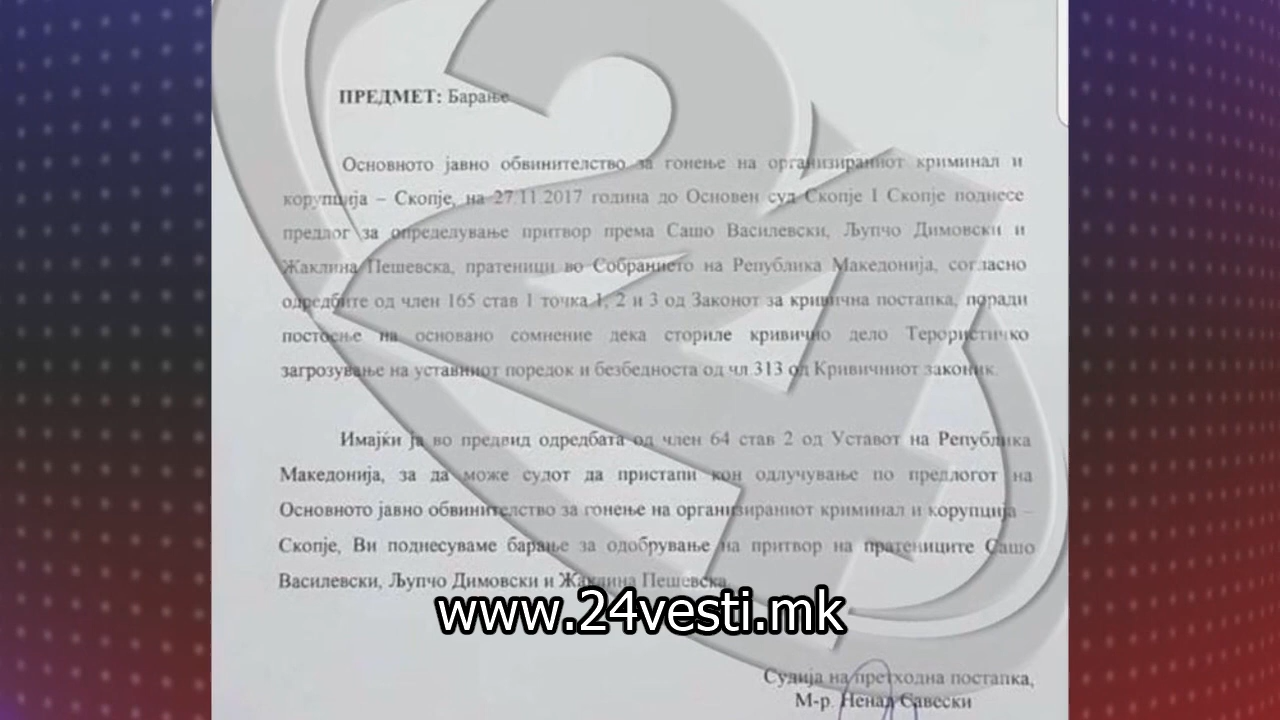 ПРЕДМЕТ: Барање
Основното јавно обвинителство за гонење на организираниот криминал и
корупција – Скопје, на 27.11.2017 година до Основен суд Скопје I Скопје поднесе
предлог за определување притвор према Сашо Василевски, Љупчо Димовски и
Жаклина Пешевска, пратеници во Собранието на Република Македонија, согласно
одредбите од член 165 став 1 точка 1, 2 и 3 од Законот за кривична постапка, поради
постоење на основано сомнение дека сториле кривично дело Терористичко
загрозување на уставниот поредок и безбедноста од чл.313 од Кривичниот законик.
Имајќи ја во предвид одредбата од член 64 став 2 од Уставот на Република
Македонија, за да може судот да пристапи кон одлучување по предлогот на
Основното јавно обвинителство за гонење на организираниот криминал и корупција –
Скопје, Ви поднесуваме барање за одобрување на притвор на пратениците Сашо
Василевски, Љупчо Димовски и Жаклина Пешевска.
www.24vesti.mk
Судија на претходна постапка,
М-р. Ненад Савески
24